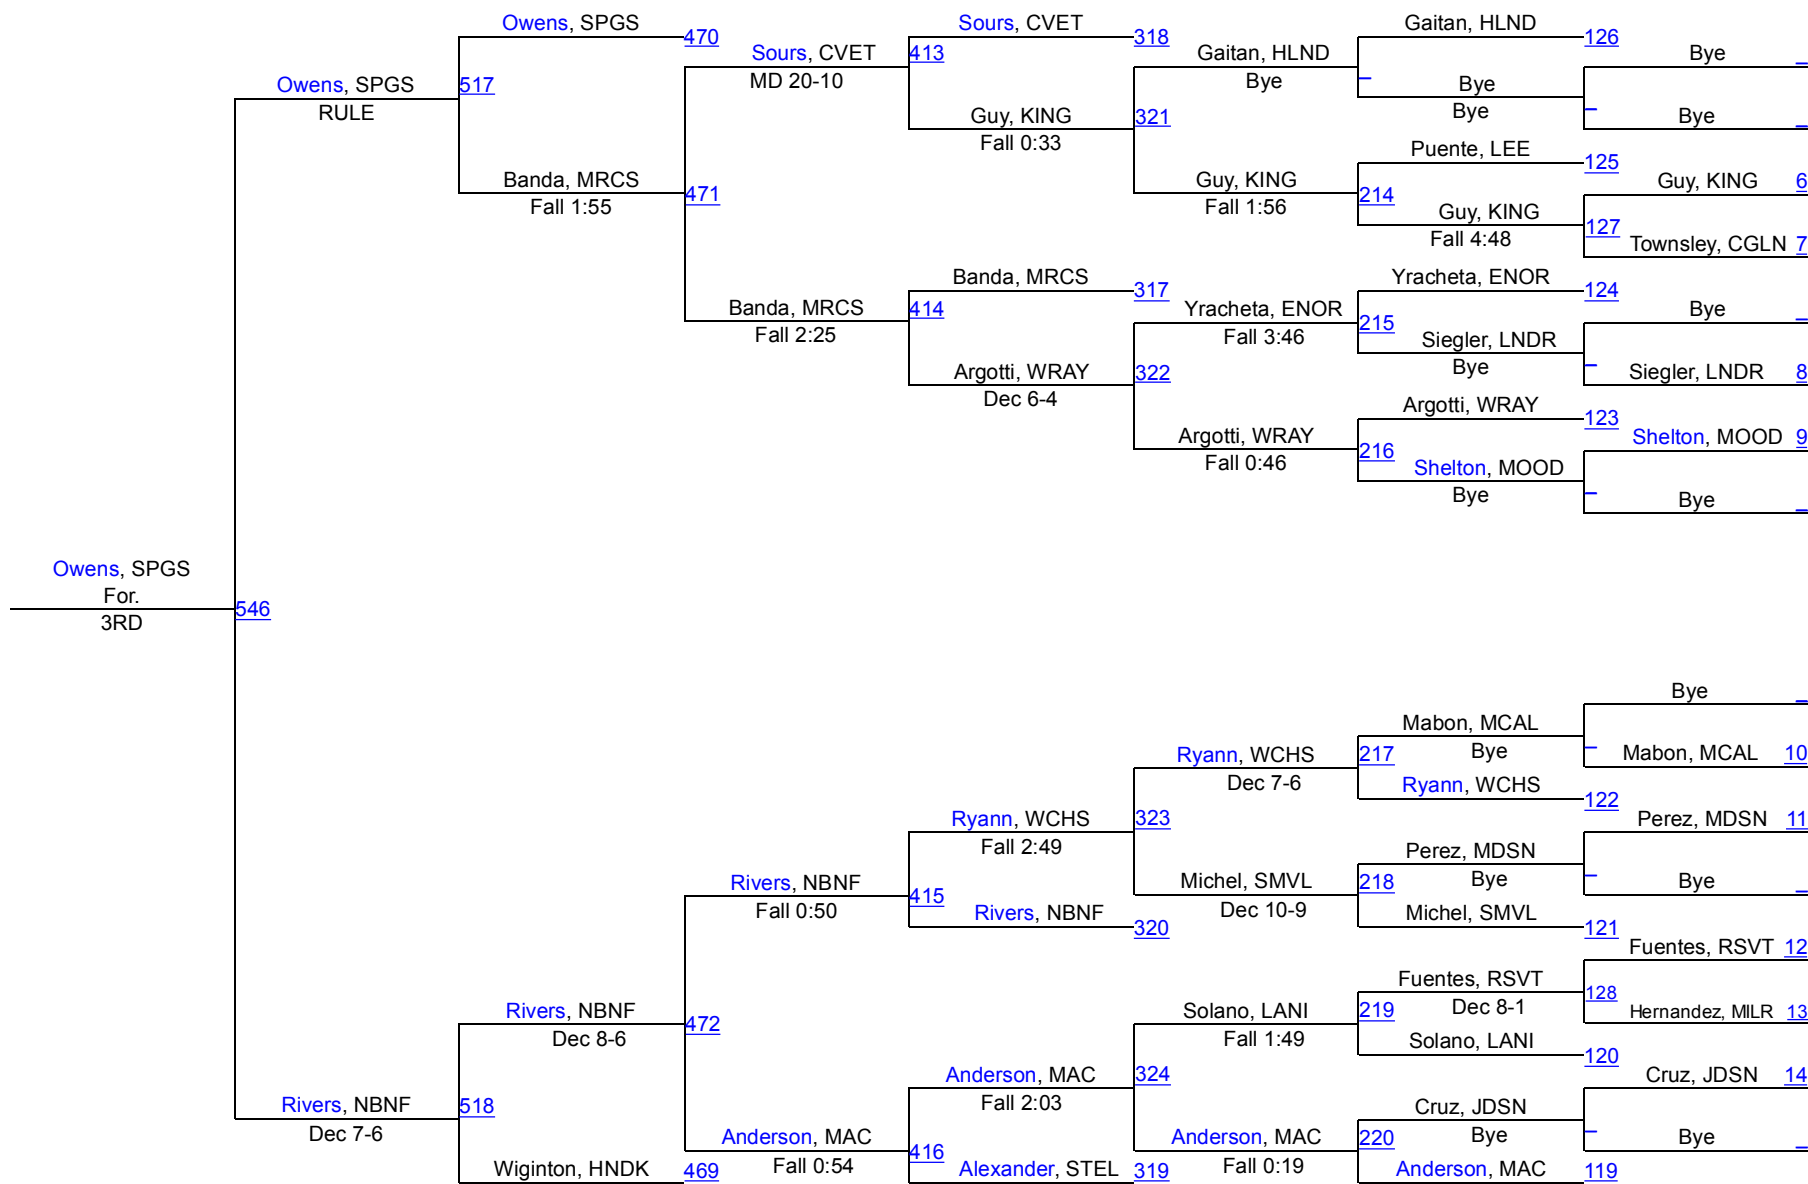 Owens, SPGS
Sours, CVET
Gaitan, HLND
470
318
126
Sours, CVET
413
Gaitan, HLND
Bye
_
Owens, SPGS
517
MD 20-10
Bye
_
Bye
RULE
Bye
_
Bye
Guy, KING
321
Fall 0:33
Puente, LEE
125
Banda, MRCS
471
Guy, KING
214
Guy, KING 6
Fall 1:55
Fall 1:56
Guy, KING
127
Fall 4:48
Townsley, CGLN 7
Banda, MRCS
317
Yracheta, ENOR
124
Banda, MRCS
414
Yracheta, ENOR
215
Bye
_
Fall 2:25
Fall 3:46
Siegler, LNDR
Bye
_
Argotti, WRAY
322
Siegler, LNDR 8
Dec 6-4
Argotti, WRAY
123
Argotti, WRAY
216
Shelton, MOOD 9
Fall 0:46
Shelton, MOOD
Bye
_
Bye
_
Owens, SPGS
For.
546
3RD
Bye
_
Mabon, MCAL
Bye
_
Ryann, WCHS
217
Mabon, MCAL 10
Dec 7-6
Ryann, WCHS
122
Ryann, WCHS
323
Perez, MDSN 11
Fall 2:49
Perez, MDSN
Bye
_
Rivers, NBNF
415
Michel, SMVL
218
Bye
_
Fall 0:50
Dec 10-9
Rivers, NBNF
320
Michel, SMVL
121
Fuentes, RSVT 12
Fuentes, RSVT
128
Rivers, NBNF
472
Solano, LANI
219
Dec 8-1
Hernandez, MILR 13
Dec 8-6
Fall 1:49
Solano, LANI
120
Anderson, MAC
324
Cruz, JDSN 14
Rivers, NBNF
518
Fall 2:03
Cruz, JDSN
Dec 7-6
Bye
_
Anderson, MAC
416
Anderson, MAC
220
Bye
_
Fall 0:54
Fall 0:19
Wiginton, HNDK
469
Alexander, STEL
319
Anderson, MAC
119